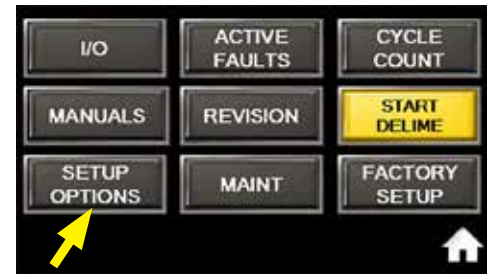 I/O
ACTIVE
FAULTS
CYCLE
COUNT
MANUALS
REVISION
START
DELIME
SETUP
OPTIONS
MAINT
FACTORY
SETUP